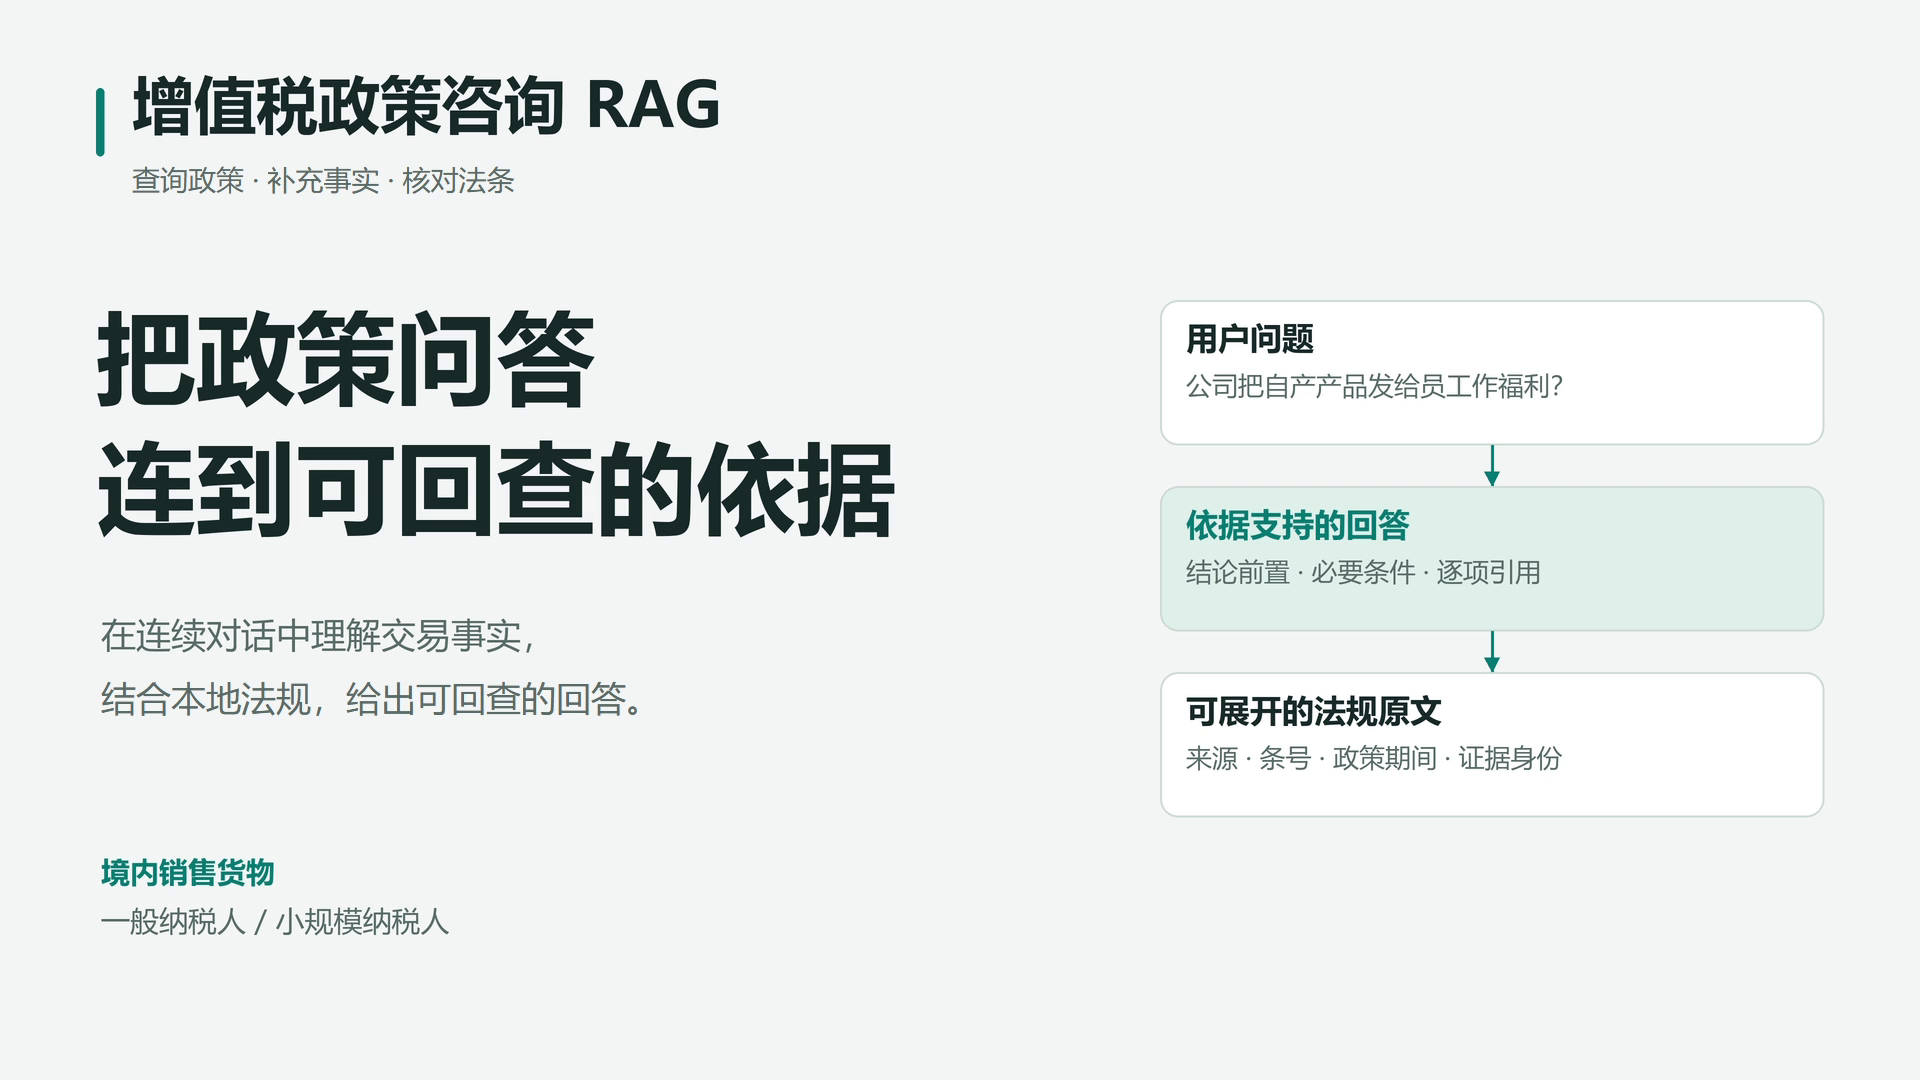 增值税政策咨询 RAG
查询政策 · 补充事实 · 核对法条
把政策问答
连到可回查的依据
在连续对话中理解交易事实，
结合本地法规，给出可回查的回答。
境内销售货物
一般纳税人 / 小规模纳税人
用户问题
公司把自产产品发给员工作福利？
依据支持的回答
结论前置 · 必要条件 · 逐项引用
可展开的法规原文
来源 · 条号 · 政策期间 · 证据身份